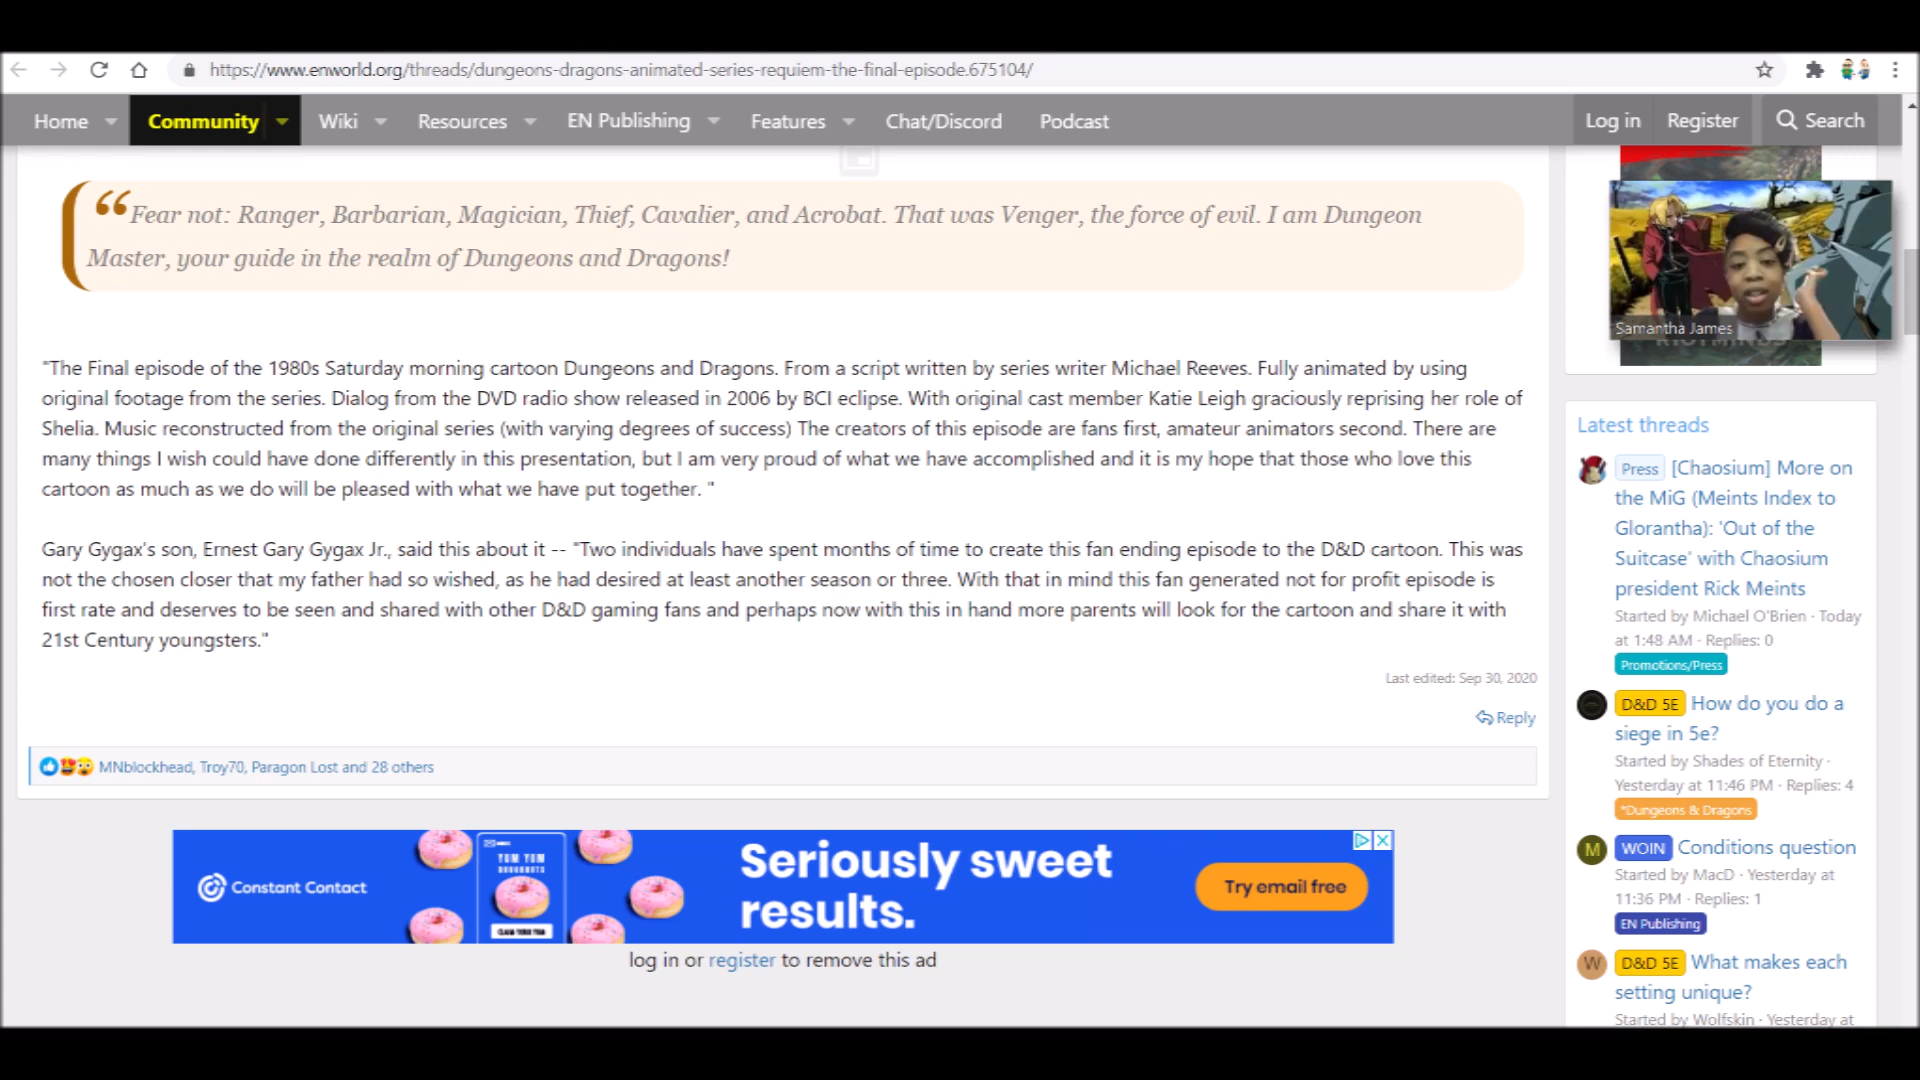 https://www.enworld.org/threads/dungeons-dragons-animated-series-requiem-the-final-episode.675104/
Home Community Wiki Resources EN Publishing Features Chat/Discord Podcast Log in Register Search
“Fear not: Ranger, Barbarian, Magician, Thief, Cavalier, and Acrobat. That was Venger, the force of evil. I am Dungeon
Master, your guide in the realm of Dungeons and Dragons!
"The Final episode of the 1980s Saturday morning cartoon Dungeons and Dragons. From a script written by series writer Michael Reeves. Fully animated by using
original footage from the series. Dialog from the DVD radio show released in 2006 by BCI eclipse. With original cast member Katie Leigh graciously reprising her role of
Shelia. Music reconstructed from the original series (with varying degrees of success) The creators of this episode are fans first, amateur animators second. There are
many things I wish could have done differently in this presentation, but I am very proud of what we have accomplished and it is my hope that those who love this
cartoon as much as we do will be pleased with what we have put together. "
Gary Gygax's son, Ernest Gary Gygax Jr., said this about it -- "Two individuals have spent months of time to create this fan ending episode to the D&D cartoon. This was
not the chosen closer that my father had so wished, as he had desired at least another season or three. With that in mind this fan generated not for profit episode is
first rate and deserves to be seen and shared with other D&D gaming fans and perhaps now with this in hand more parents will look for the cartoon and share it with
21st Century youngsters."
Last edited: Sep 30, 2020
Reply
MNblockhead, Troy70, Paragon Lost and 28 others
Constant Contact
YUM YUM
DOUGHNUTS
Seriously sweet
results.
Try email free
log in or register to remove this ad
Samantha James
Latest threads
Press [Chaosium] More on
the MiG (Meints Index to
Glorantha): 'Out of the
Suitcase' with Chaosium
president Rick Meints
Started by Michael O'Brien · Today
at 1:48 AM · Replies: 0
Promotions/Press
D&D 5E How do you do a
siege in 5e?
Started by Shades of Eternity ·
Yesterday at 11:46 PM · Replies: 4
*Dungeons & Dragons
M WOIN Conditions question
Started by MacD · Yesterday at
11:36 PM · Replies: 1
EN Publishing
W D&D 5E What makes each
setting unique?
Started by Wolfskin · Yesterday at